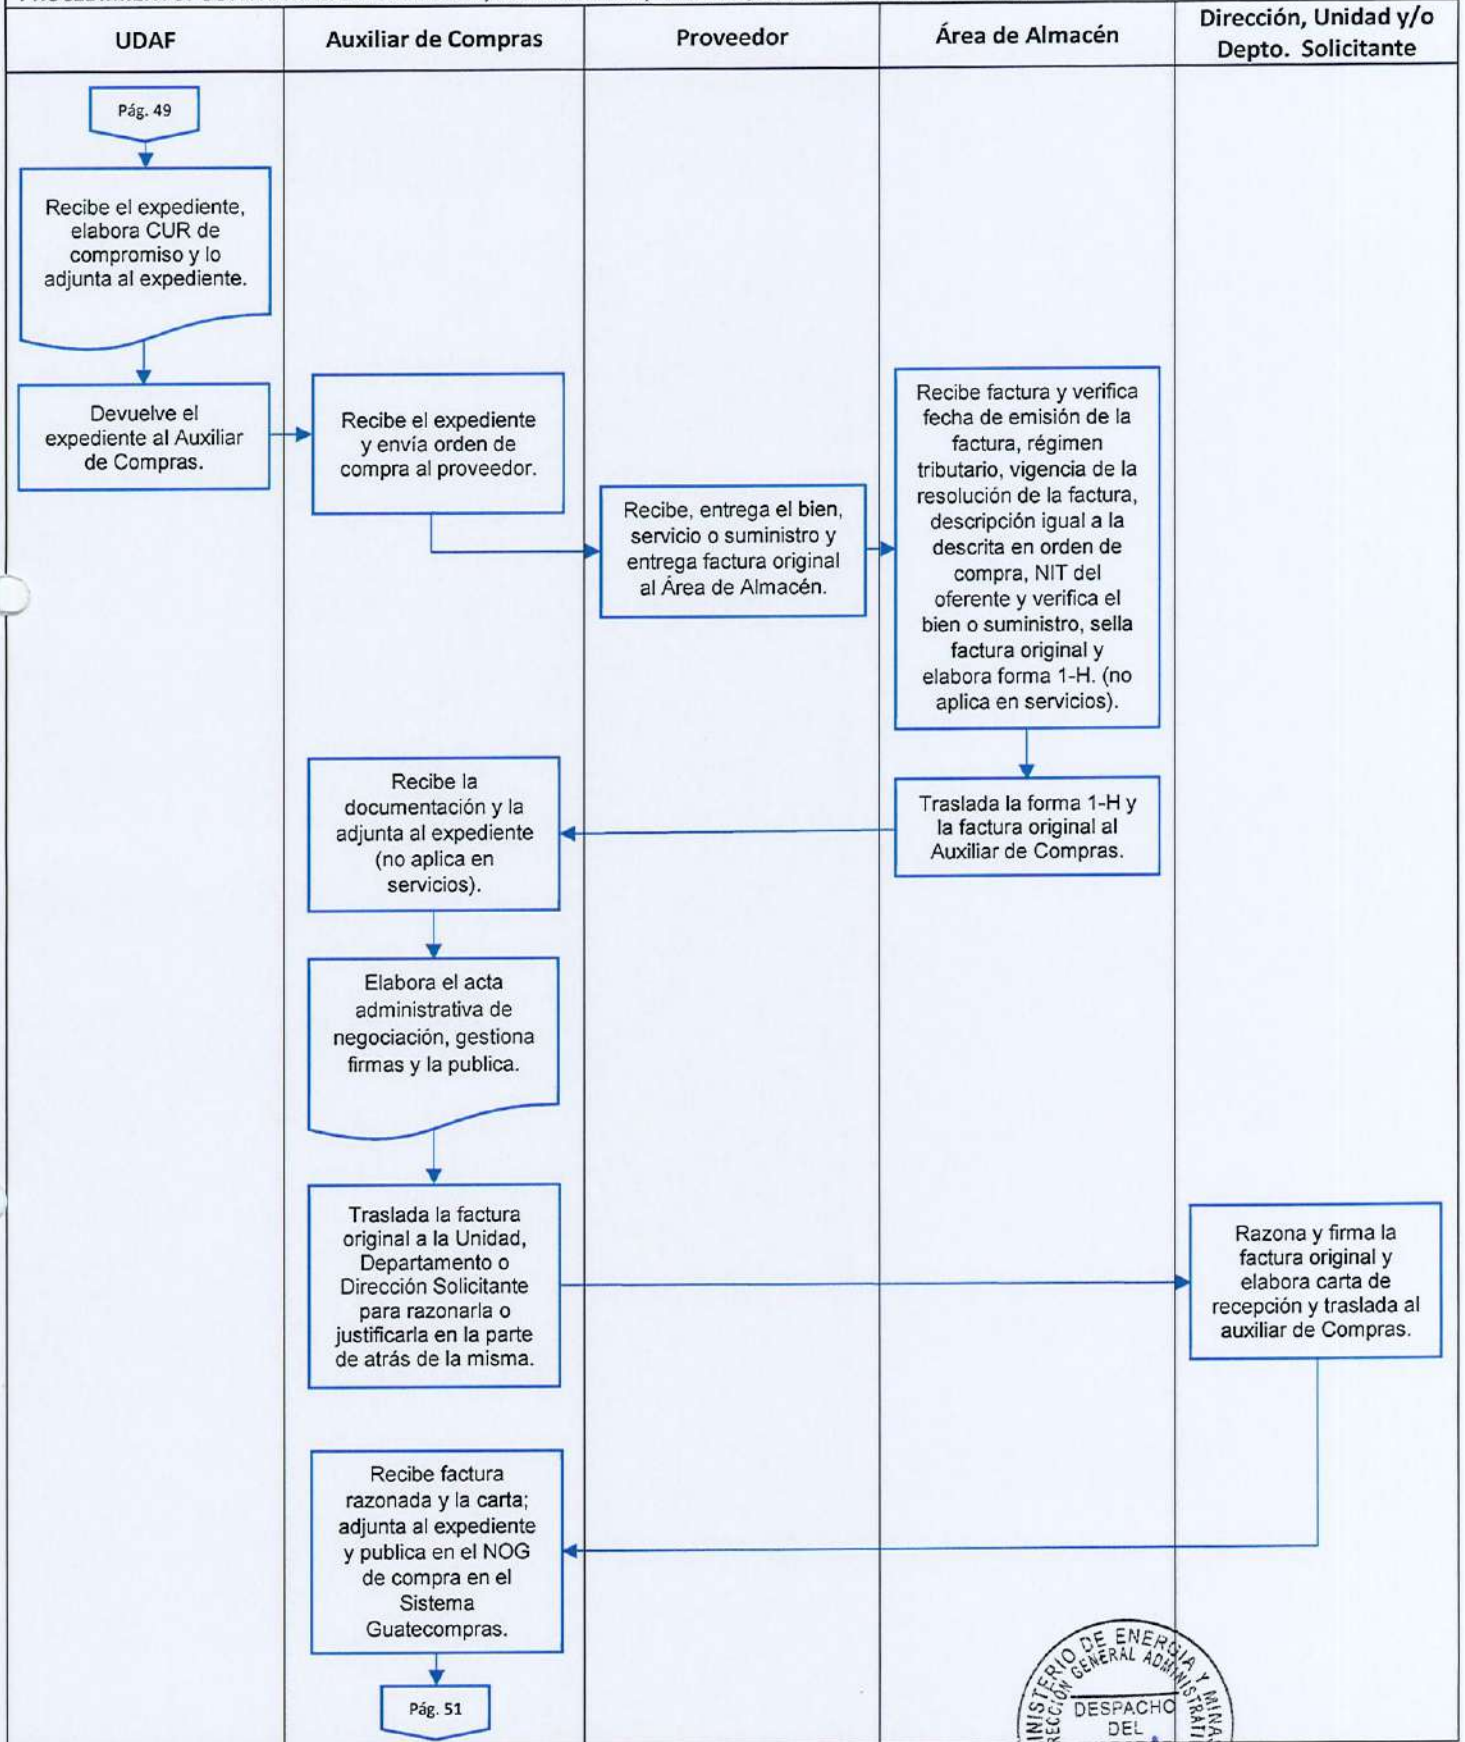 UDAF
Auxiliar de Compras
Proveedor
Área de Almacén
Dirección, Unidad y/o
Depto. Solicitante
Pág. 49
Recibe el expediente,
elabora CUR de
compromiso y lo
adjunta al expediente.
Devuelve el
expediente al Auxiliar
de Compras.
Recibe el expediente
y envía orden de
compra al proveedor.
Recibe, entrega el bien,
servicio o suministro y
entrega factura original
al Área de Almacén.
Recibe factura y verifica
fecha de emisión de la
factura, régimen
tributario, vigencia de la
resolución de la factura,
descripción igual a la
descrita en orden de
compra, NIT del
oferente y verifica el
bien o suministro, sella
factura original y
elabora forma 1-H. (no
aplica en servicios).
Traslada la forma 1-H y
la factura original al
Auxiliar de Compras.
Recibe la
documentación y la
adjunta al expediente
(no aplica en
servicios).
Elabora el acta
administrativa de
negociación, gestiona
firmas y la publica.
Traslada la factura
original a la Unidad,
Departamento o
Dirección Solicitante
para razonarla o
justificarla en la parte
de atrás de la misma.
Razona y firma la
factura original y
elabora carta de
recepción y traslada al
auxiliar de Compras.
Recibe factura
razonada y la carta;
adjunta al expediente
y publica en el NOG
de compra en el
Sistema
Guatecompras.
Pág. 51
DE ENERGIA Y
GENERAL
DESPACHO
DEL